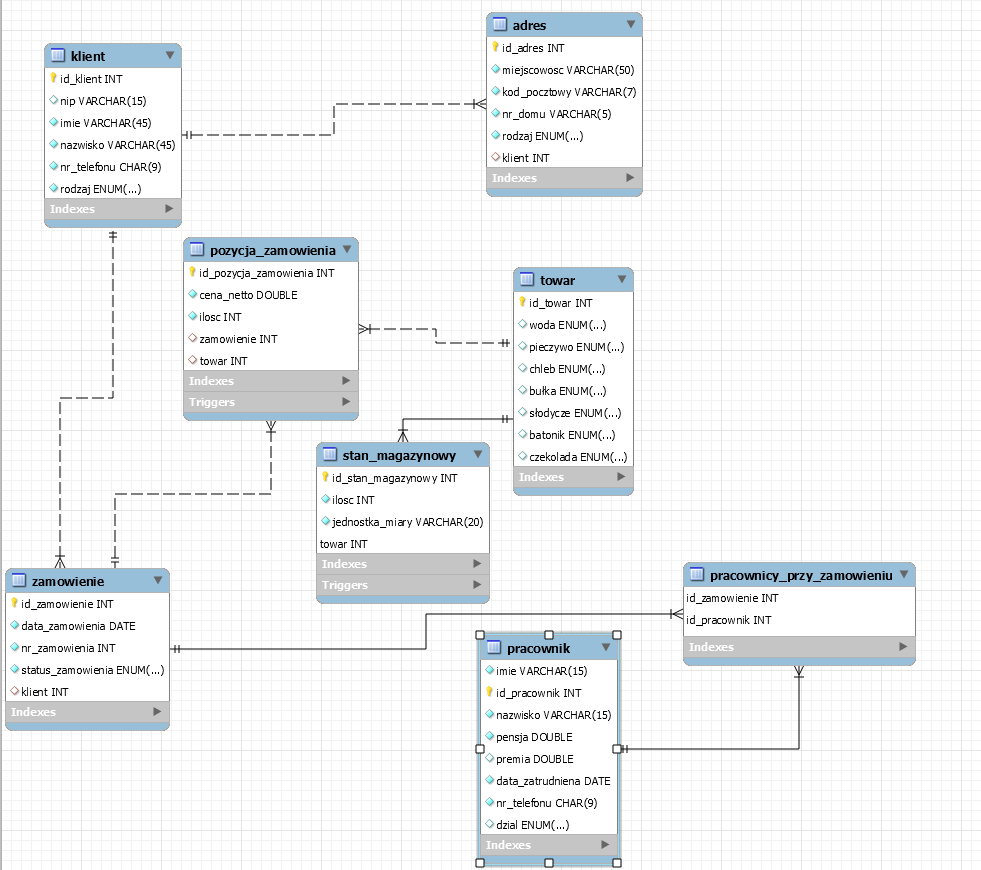 adres
id_adres INT
miejscowosc VARCHAR(50)
kod_pocztowy VARCHAR(7)
nr_domu VARCHAR(5)
rodzaj ENUM(...)
klient INT
Indexes
klient
id_klient INT
nip VARCHAR(15)
imie VARCHAR(45)
nazwisko VARCHAR(45)
nr_telefonu CHAR(9)
rodzaj ENUM(...)
Indexes
pozycja_zamowienia
id_pozycja_zamowienia INT
cena_netto DOUBLE
ilosc INT
zamowienie INT
towar INT
Indexes
Triggers
towar
id_towar INT
woda ENUM(...)
pieczywo ENUM(...)
chleb ENUM(...)
bułka ENUM(...)
słodycze ENUM(...)
batonik ENUM(...)
czekolada ENUM(...)
Indexes
stan_magazynowy
id_stan_magazynowy INT
ilosc INT
jednostka_miary VARCHAR(20)
towar INT
Indexes
Triggers
zamowienie
id_zamowienie INT
data_zamowienia DATE
nr_zamowienia INT
status_zamowienia ENUM(...)
klient INT
Indexes
pracownicy_przy_zamowieniu
id_zamowienie INT
id_pracownik INT
Indexes
pracownik
imie VARCHAR(15)
id_pracownik INT
nazwisko VARCHAR(15)
pensja DOUBLE
premia DOUBLE
data_zatrudniena DATE
nr_telefonu CHAR(9)
dzial ENUM(...)
Indexes